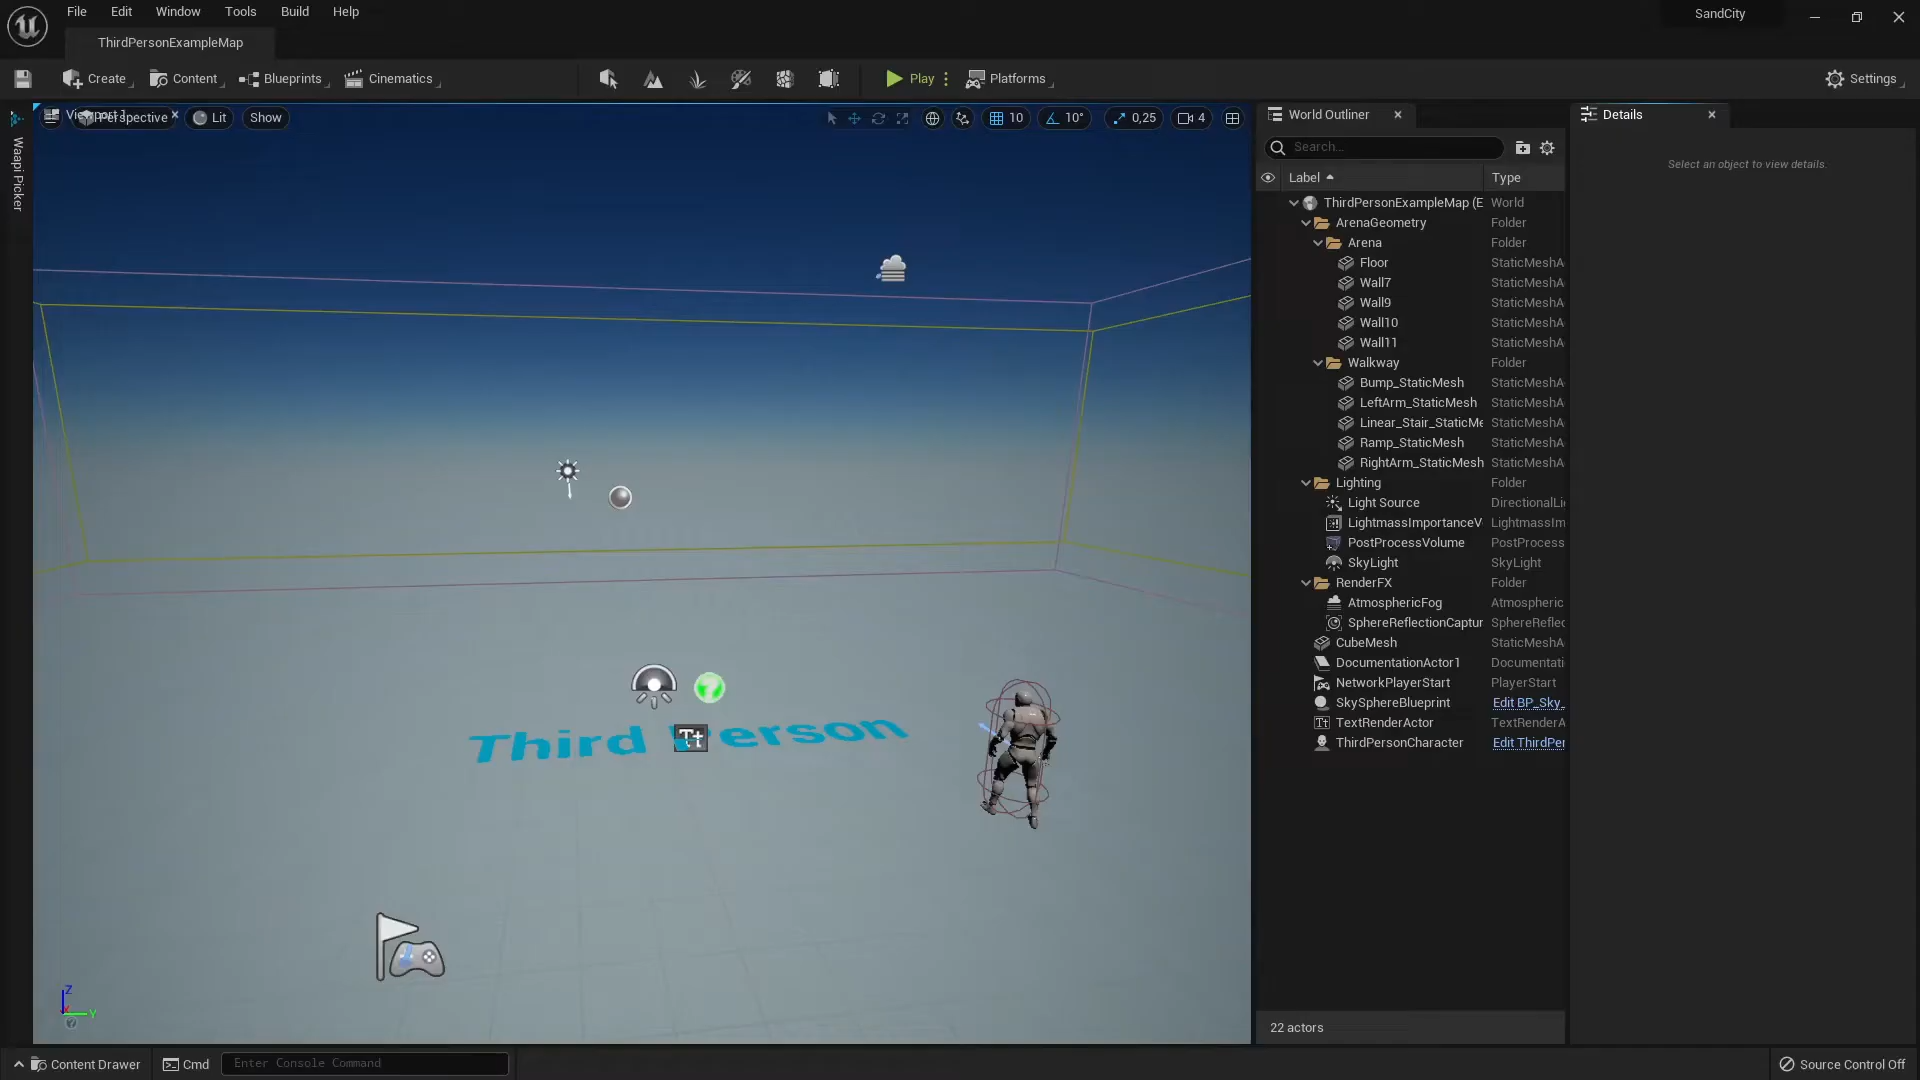 File Edit Window Tools Build Help
SandCity
ThirdPersonExampleMap
Create Content Blueprints Cinematics Play Platforms Settings
Perspective Lit Show 10 10° 0,25 4
Waapi Picker
World Outliner
Search...
Label Type
ThirdPersonExampleMap (E World
ArenaGeometry Folder
Arena Folder
Floor StaticMeshA
Wall7 StaticMeshA
Wall9 StaticMeshA
Wall10 StaticMeshA
Wall11 StaticMeshA
Walkway Folder
Bump_StaticMesh StaticMeshA
LeftArm_StaticMesh StaticMeshA
Linear_Stair_StaticMe StaticMeshA
Ramp_StaticMesh StaticMeshA
RightArm_StaticMesh StaticMeshA
Lighting Folder
Light Source DirectionalLi
LightmassImportanceV LightmassIm
PostProcessVolume PostProcess
SkyLight SkyLight
RenderFX Folder
AtmosphericFog Atmospheric
SphereReflectionCaptur SphereReflec
CubeMesh StaticMeshA
DocumentationActor1 Documentati
NetworkPlayerStart PlayerStart
SkySphereBlueprint Edit BP_Sky_
TextRenderActor TextRenderA
ThirdPersonCharacter Edit ThirdPer
22 actors
Details
Select an object to view details.
Third Person
Tt
Z
Y
Content Drawer Cmd Enter Console Command Source Control Off